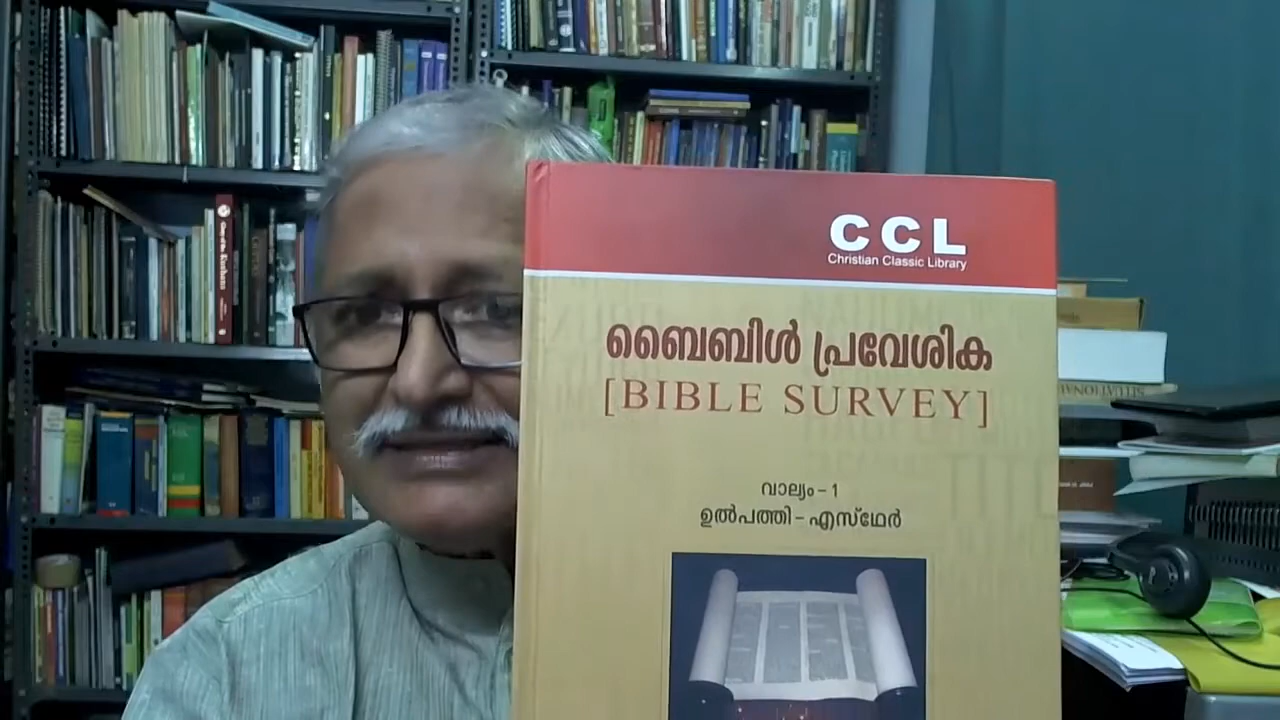 CCL
Christian Classic Library
ബൈബിൾ പ്രവേശിക
[BIBLE SURVEY]
വാല്യം – 1
ഉൽപത്തി – എസ്ഥേർ